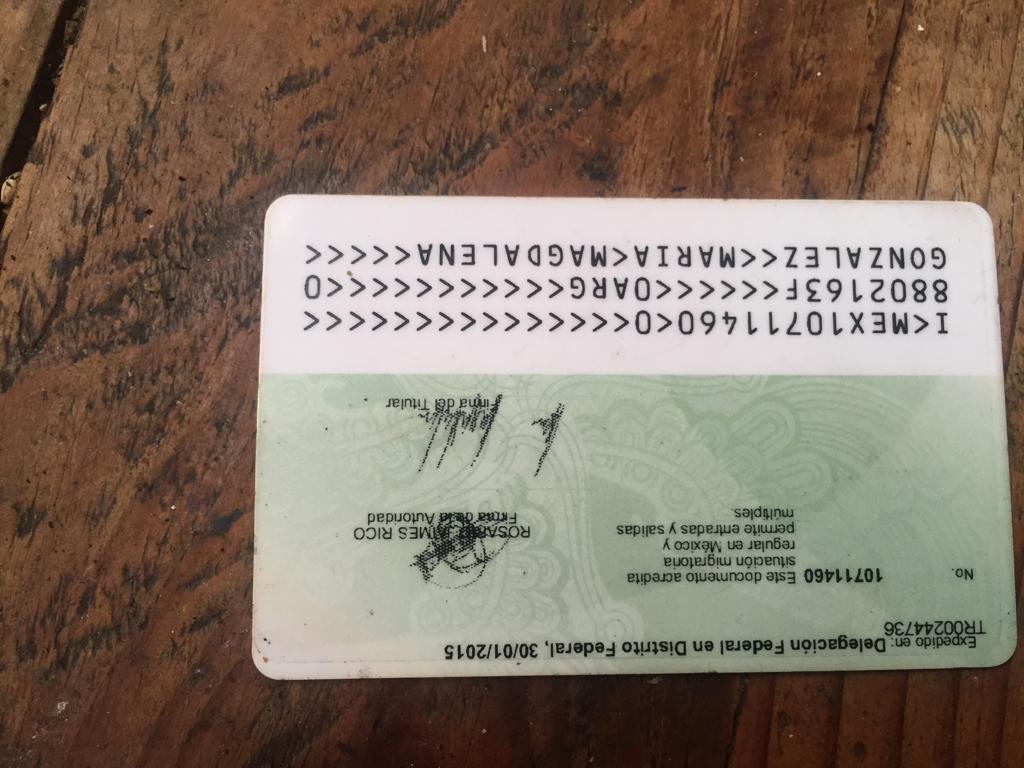 Expedido en: Delegación Federal en Distrito Federal, 30/01/2015
TR00244736
No. 10711460 Este documento acredita
situación migratoria
regular en México y
permite entradas y salidas
múltiples.
ROSARIO JAIMES RICO
Firma de la Autoridad
Firma del Titular
I<MEX10711460<0<<<<<<<<<<<<<<<
8802163F<<<<<0ARG<<<<<<<<<<<<0
GONZALEZ<<MARIA<MAGDALENA<<<<<